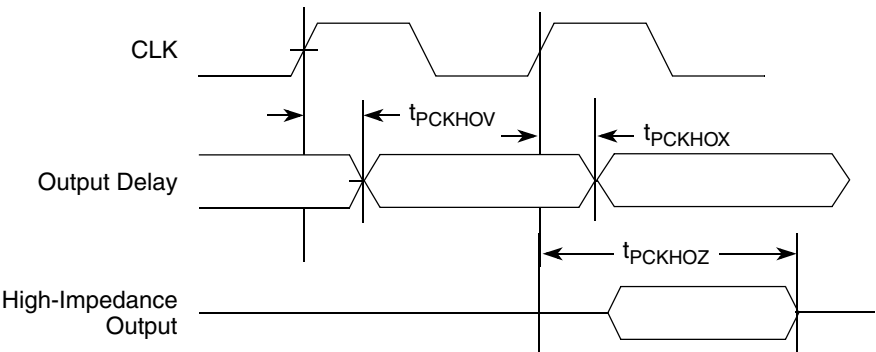 CLK
tPCKHOV
tPCKHOX
Output Delay
tPCKHOZ
High-Impedance
Output